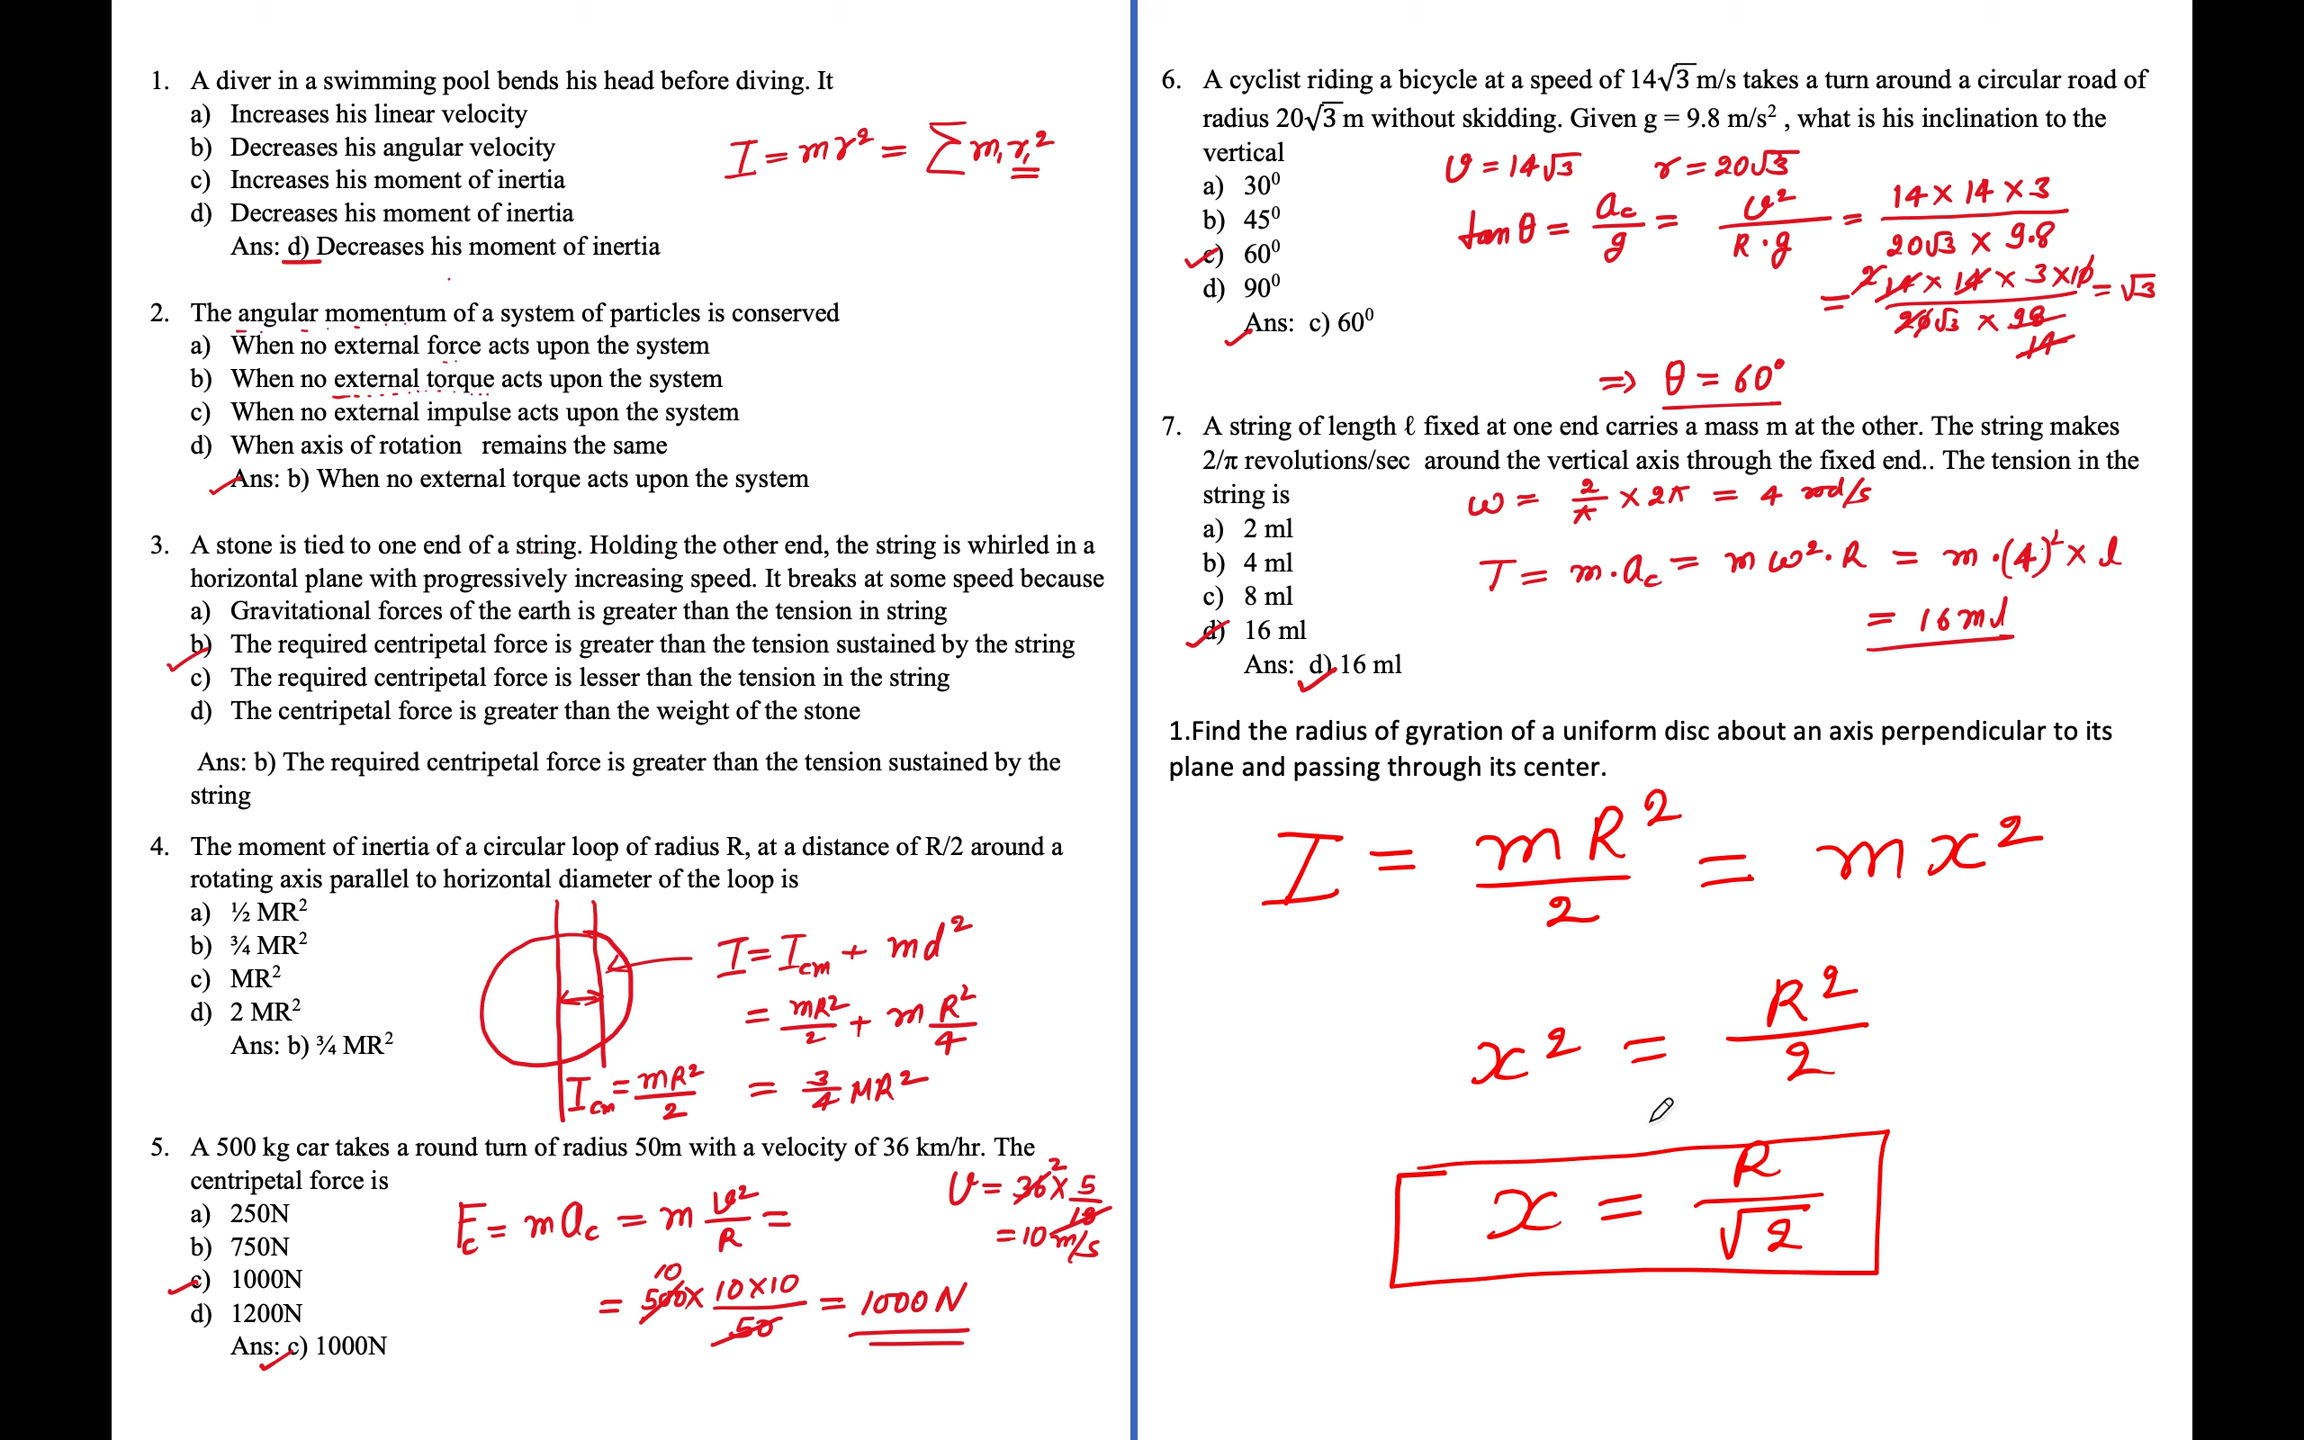 1. A diver in a swimming pool bends his head before diving. It
a) Increases his linear velocity
b) Decreases his angular velocity
c) Increases his moment of inertia
d) Decreases his moment of inertia
Ans: d) Decreases his moment of inertia
I = mr² = Σ m₁r₁²
2. The angular momentum of a system of particles is conserved
a) When no external force acts upon the system
b) When no external torque acts upon the system
c) When no external impulse acts upon the system
d) When axis of rotation remains the same
Ans: b) When no external torque acts upon the system
3. A stone is tied to one end of a string. Holding the other end, the string is whirled in a
horizontal plane with progressively increasing speed. It breaks at some speed because
a) Gravitational forces of the earth is greater than the tension in string
b) The required centripetal force is greater than the tension sustained by the string
c) The required centripetal force is lesser than the tension in the string
d) The centripetal force is greater than the weight of the stone
Ans: b) The required centripetal force is greater than the tension sustained by the
string
4. The moment of inertia of a circular loop of radius R, at a distance of R/2 around a
rotating axis parallel to horizontal diameter of the loop is
a) ½ MR²
b) ¾ MR²
c) MR²
d) 2 MR²
Ans: b) ¾ MR²
I = Icm + md²
= mR²/2 + m R²/4
Icm = mR²/2
= 3/4 MR²
5. A 500 kg car takes a round turn of radius 50m with a velocity of 36 km/hr. The
centripetal force is
a) 250N
b) 750N
c) 1000N
d) 1200N
Ans: c) 1000N
v = 36 2 × 5/18
= 10 m/s
Fc = mac = m v²/R =
= 500 10 × 10×10/50 = 1000 N
6. A cyclist riding a bicycle at a speed of 14√3 m/s takes a turn around a circular road of
radius 20√3 m without skidding. Given g = 9.8 m/s² , what is his inclination to the
vertical
a) 30⁰
b) 45⁰
c) 60⁰
d) 90⁰
Ans: c) 60⁰
v = 14√3 r = 20√3
tan θ = ac/g = v²/R·g = 14 × 14 × 3/20√3 × 9.8
= 2 14 × 14 × 3 × 10/20√3 × 98 14 = √3
⇒ θ = 60°
7. A string of length ℓ fixed at one end carries a mass m at the other. The string makes
2/π revolutions/sec around the vertical axis through the fixed end.. The tension in the
string is
a) 2 ml
b) 4 ml
c) 8 ml
d) 16 ml
Ans: d) 16 ml
ω = 2/π × 2π = 4 rad/s
T = m·ac = mω²·R = m·(4)² × l
= 16ml
1.Find the radius of gyration of a uniform disc about an axis perpendicular to its
plane and passing through its center.
I = mR²/2 = mx²
x² = R²/2
x = R/√2